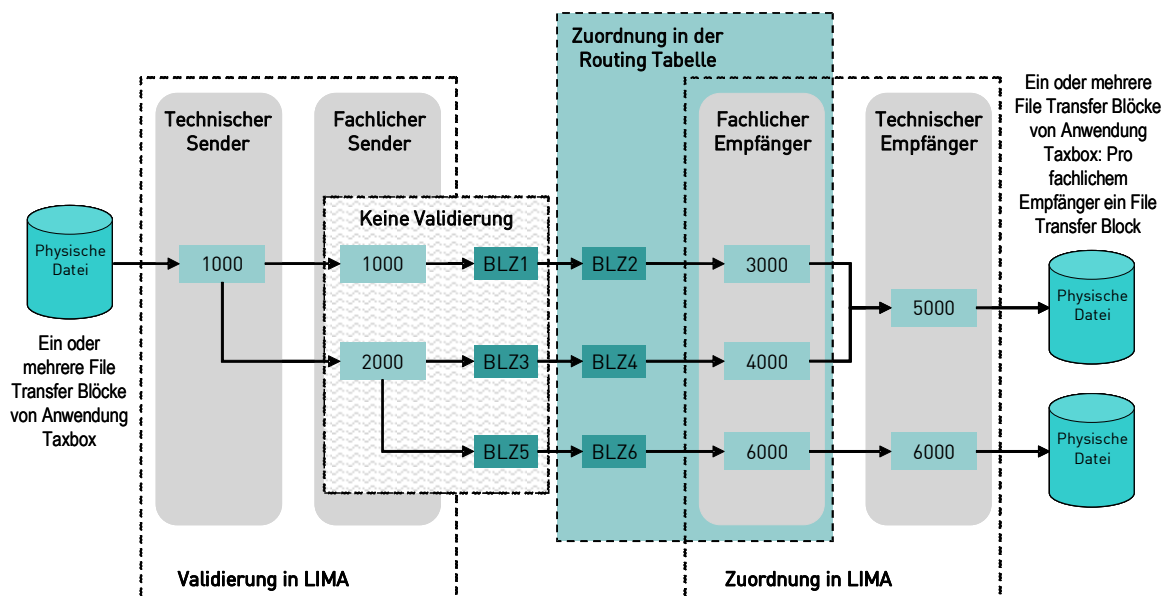 Zuordnung in der
Routing Tabelle
Technischer
Sender
Fachlicher
Sender
Fachlicher
Empfänger
Technischer
Empfänger
Ein oder mehrere
File Transfer Blöcke
von Anwendung
Taxbox: Pro
fachlichem
Empfänger ein File
Transfer Block
Keine Validierung
Physische
Datei
1000
1000
BLZ1
BLZ2
3000
5000
Physische
Datei
Ein oder
mehrere File
Transfer Blöcke
von Anwendung
Taxbox
2000
BLZ3
BLZ4
4000
BLZ5
BLZ6
6000
6000
Physische
Datei
Validierung in LIMA
Zuordnung in LIMA